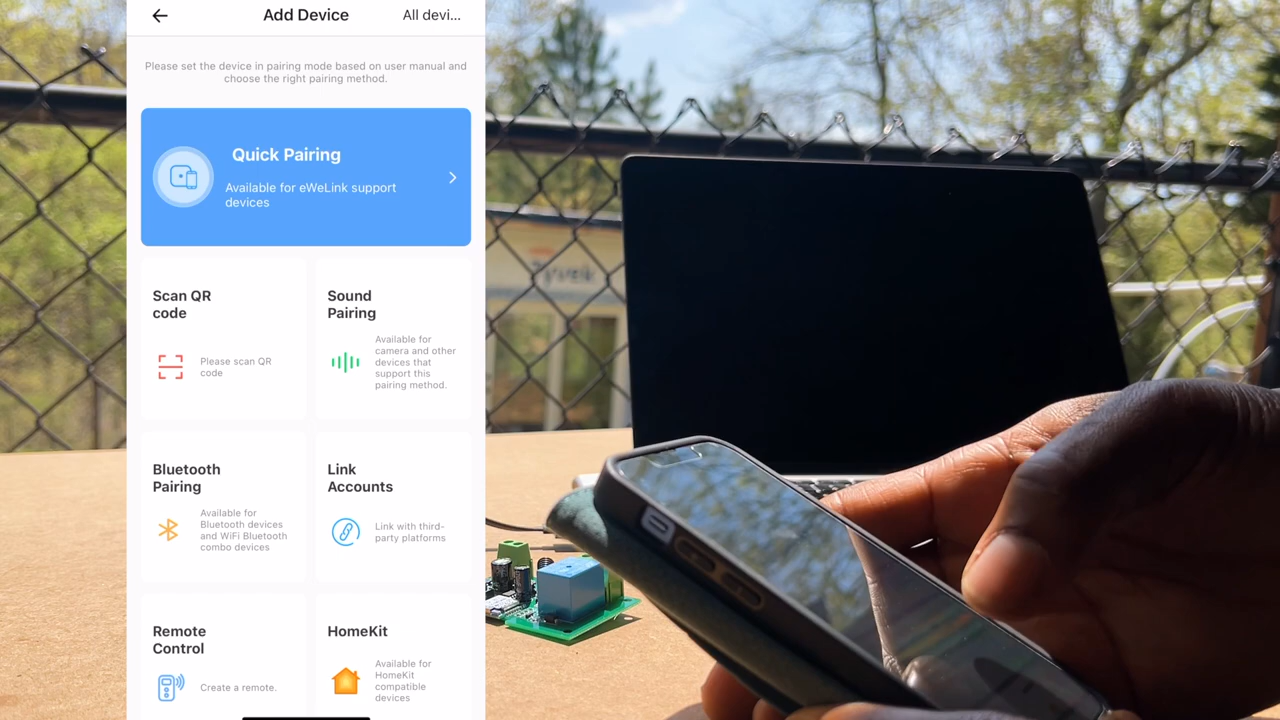 Add Device
All devi...
Please set the device in pairing mode based on user manual and
choose the right pairing method.
Quick Pairing
Available for eWeLink support
devices
Scan QR
code
Please scan QR
code
Sound
Pairing
Available for
camera and other
devices that
support this
pairing method.
Bluetooth
Pairing
Available for
Bluetooth devices
and WiFi Bluetooth
combo devices
Link
Accounts
Link with third-
party platforms
Remote
Control
Create a remote.
HomeKit
Available for
HomeKit
compatible
devices
Tyvek